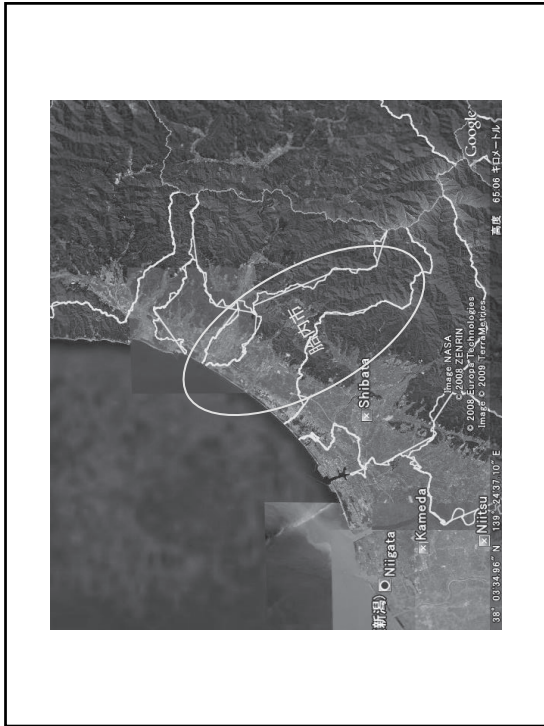 胎内市
Shibata
(新潟)
Niigata
Kameda
Niitsu
Image NASA
© 2008 ZENRIN
© 2008 Europa Technologies
Image © 2009 TerraMetrics
Google
38° 03'34.96" N 139° 24'37.10" E
高度 65.06 キロメートル